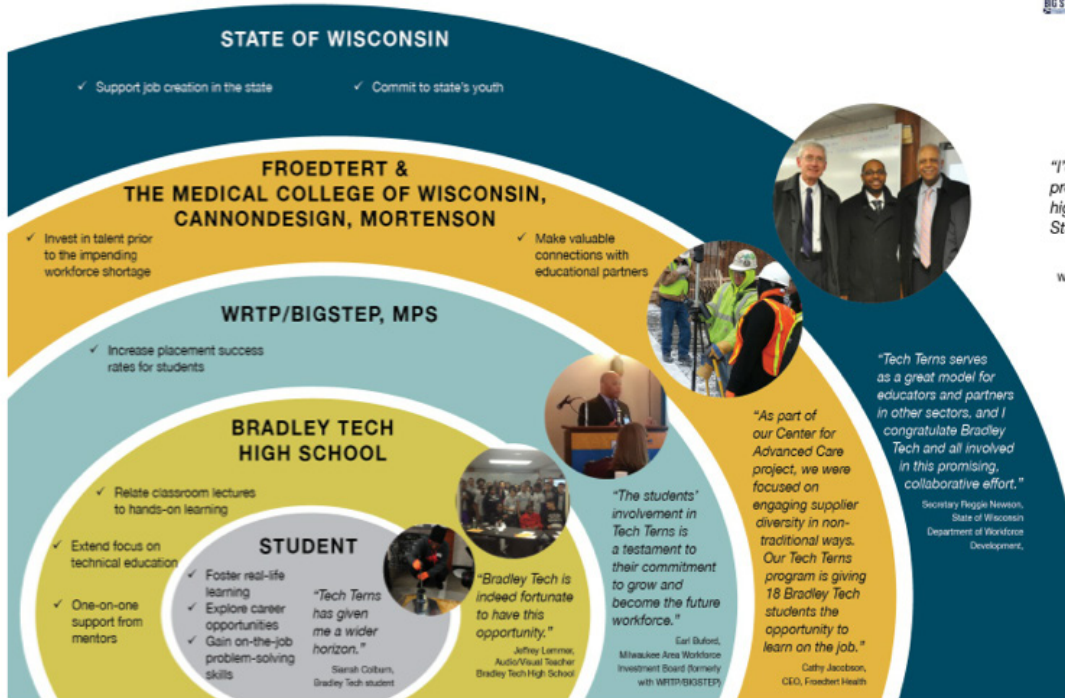 BIG S
STATE OF WISCONSIN
✓ Support job creation in the state
✓ Commit to state's youth
FROEDTERT &
THE MEDICAL COLLEGE OF WISCONSIN,
CANNONDESIGN, MORTENSON
✓ Invest in talent prior
to the impending
workforce shortage
✓ Make valuable
connections with
educational partners
WRTP/BIGSTEP, MPS
✓ Increase placement success
rates for students
BRADLEY TECH
HIGH SCHOOL
✓ Relate classroom lectures
to hands-on learning
✓ Extend focus on
technical education
✓ One-on-one
support from
mentors
STUDENT
✓ Foster real-life
learning
✓ Explore career
opportunities
✓ Gain on-the-job
problem-solving
skills
"Tech Terns
has given
me a wider
horizon."
Sierrah Colburn,
Bradley Tech student
"Bradley Tech is
indeed fortunate
to have this
opportunity."
Jeffrey Lemmer,
Audio/Visual Teacher
Bradley Tech High School
"The students'
involvement in
Tech Terns is
a testament to
their commitment
to grow and
become the future
workforce."
Earl Buford,
Milwaukee Area Workforce
Investment Board (formerly
with WRTP/BIGSTEP)
"As part of
our Center for
Advanced Care
project, we were
focused on
engaging supplier
diversity in non-
traditional ways.
Our Tech Terns
program is giving
18 Bradley Tech
students the
opportunity to
learn on the job."
Cathy Jacobson,
CEO, Froedtert Health
"Tech Terns serves
as a great model for
educators and partners
in other sectors, and I
congratulate Bradley
Tech and all involved
in this promising,
collaborative effort."
Secretary Reggie Newson,
State of Wisconsin
Department of Workforce
Development,
"I'
pr
hig
St
w